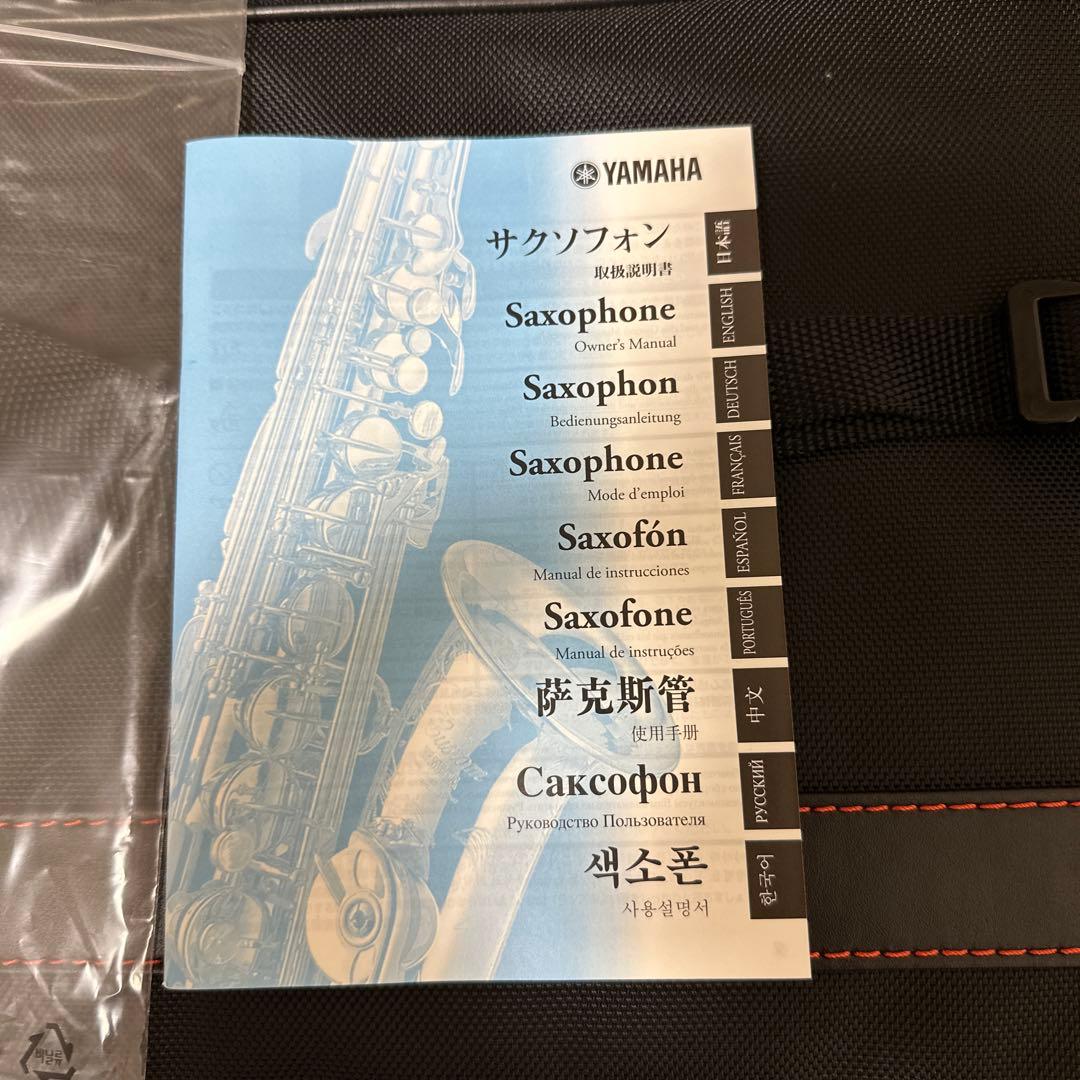 YAMAHA
サクソフォン
取扱説明書
日本語
Saxophone
Owner's Manual
ENGLISH
Saxophon
Bedienungsanleitung
DEUTSCH
Saxophone
Mode d'emploi
FRANÇAIS
Saxofón
Manual de instrucciones
ESPAÑOL
Saxofone
Manual de instruções
PORTUGUÊS
萨克斯管
使用手册
中文
Саксофон
Руководство Пользователя
РУССКИЙ
색소폰
사용설명서
한국어
비닐류